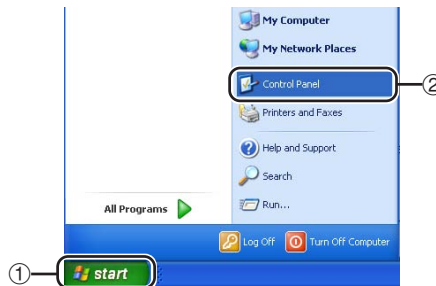 My Computer
My Network Places
Control Panel
②
Printers and Faxes
Help and Support
Search
All Programs
Run...
Log Off
Turn Off Computer
①
start